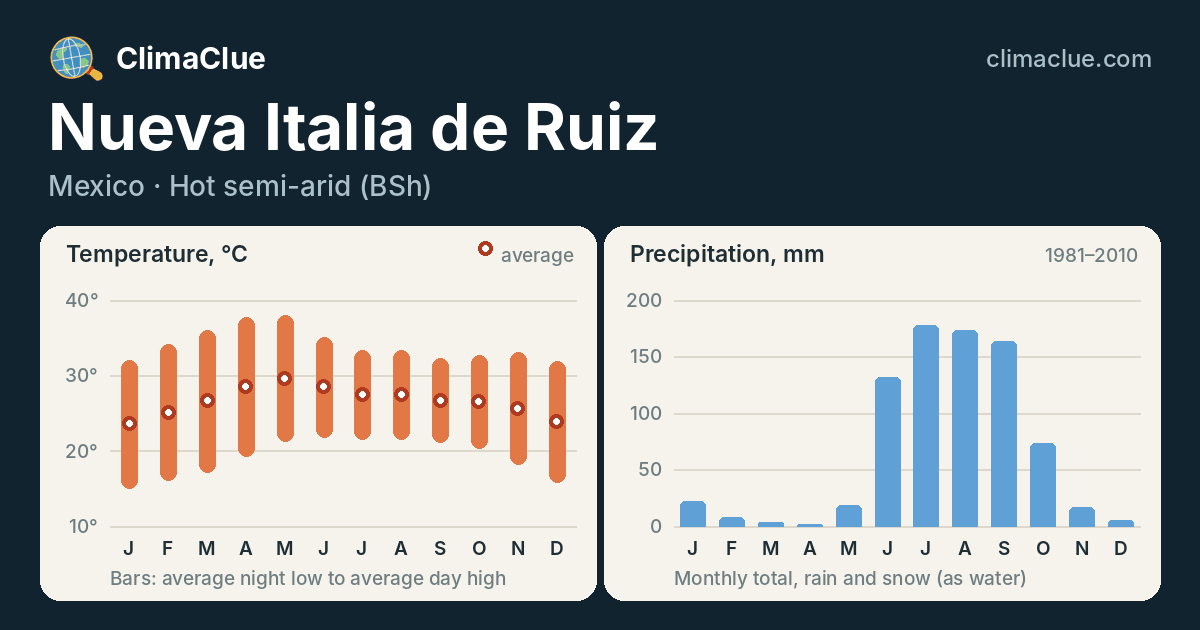 ClimaClue
climaclue.com
Nueva Italia de Ruiz
Mexico · Hot semi-arid (BSh)
Temperature, °C
average
40°
30°
20°
10°
J F M A M J J A S O N D
Bars: average night low to average day high
Precipitation, mm
1981–2010
200
150
100
50
0
J F M A M J J A S O N D
Monthly total, rain and snow (as water)